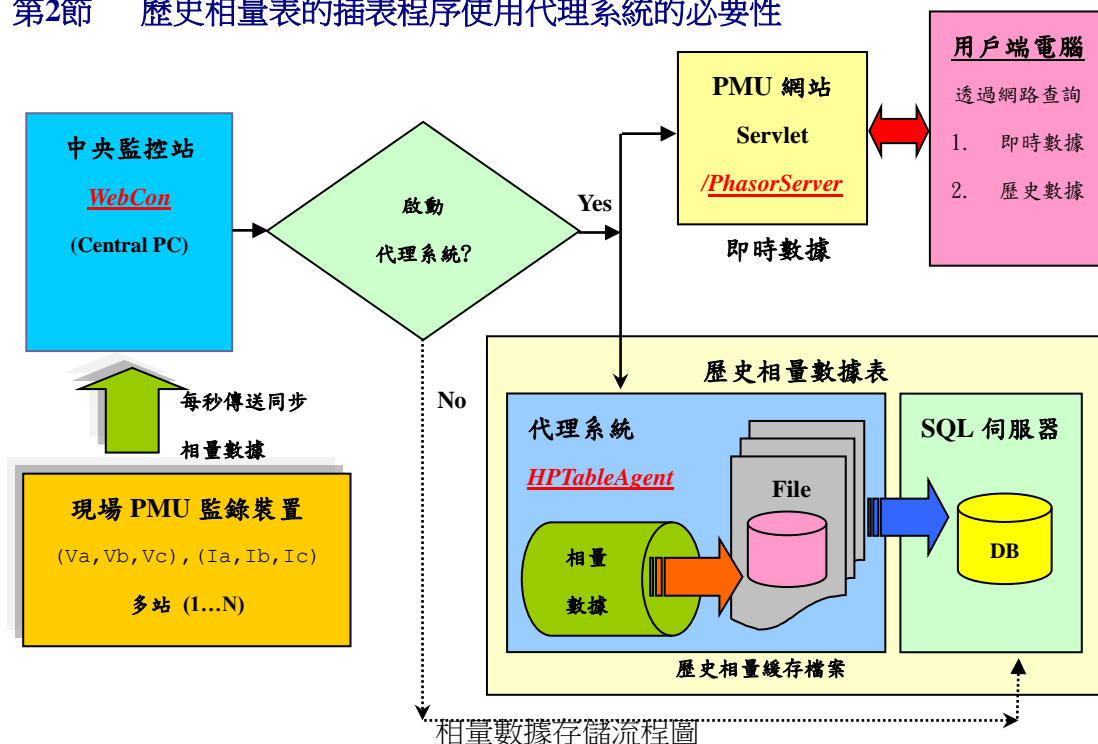 第2節 歷史相量表的插表程序使用代理系統的必要性
中央監控站
WebCon
(Central PC)
啟動
代理系統?
Yes
No
PMU 網站
Servlet
/PhasorServer
即時數據
用戶端電腦
透過網路查詢
1. 即時數據
2. 歷史數據
每秒傳送同步
相量數據
現場 PMU 監錄裝置
(Va,Vb,Vc),(Ia,Ib,Ic)
多站 (1…N)
歷史相量數據表
代理系統
HPTableAgent
相量
數據
File
SQL 伺服器
DB
歷史相量緩存檔案
相量數據存儲流程圖